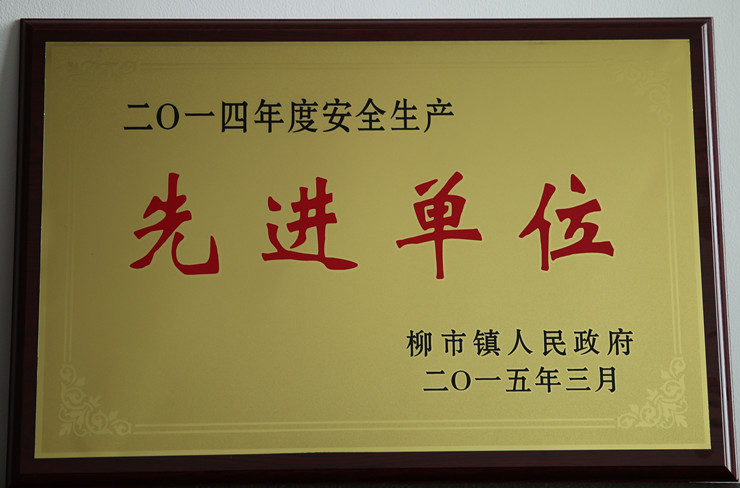 二O一四年度安全生产
先进单位
柳市镇人民政府
二O一五年三月